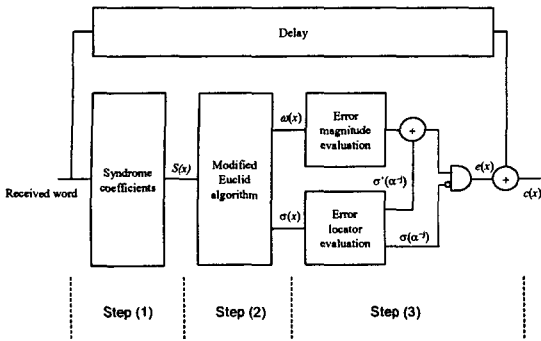 Delay
Received word
Syndrome
coefficients
S(x)
Modified
Euclid
algorithm
ω(x)
σ(x)
Error
magnitude
evaluation
+
σ'(α⁻ʲ)
Error
locator
evaluation
σ(α⁻ʲ)
e(x)
+
c(x)
Step (1)
Step (2)
Step (3)